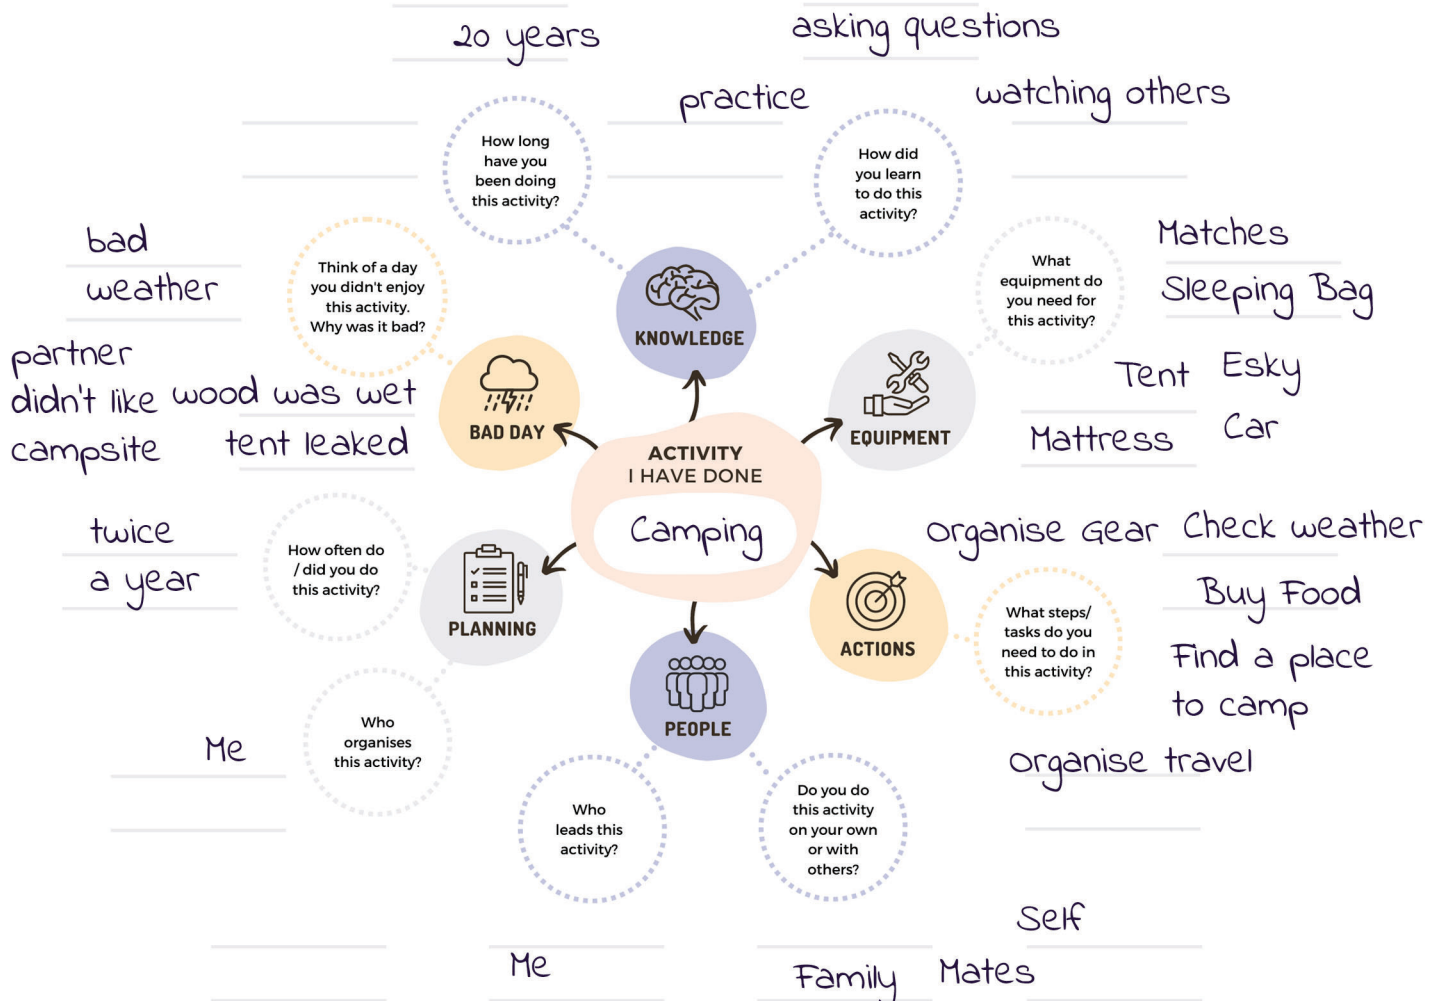 20 years
asking questions
practice
watching others
How long
have you
been doing
this activity?
How did
you learn
to do this
activity?
KNOWLEDGE
What
equipment do
you need for
this activity?
Matches
Sleeping Bag
Tent
Esky
Mattress
Car
EQUIPMENT
Think of a day
you didn't enjoy
this activity.
Why was it bad?
bad
weather
partner
didn't like
campsite
wood was wet
tent leaked
BAD DAY
ACTIVITY
I HAVE DONE
Camping
How often do
/ did you do
this activity?
twice
a year
PLANNING
Who
organises
this activity?
Me
Organise Gear
Check weather
Buy Food
Find a place
to camp
Organise travel
What steps/
tasks do you
need to do in
this activity?
ACTIONS
PEOPLE
Who
leads this
activity?
Me
Do you do
this activity
on your own
or with
others?
Self
Family
Mates